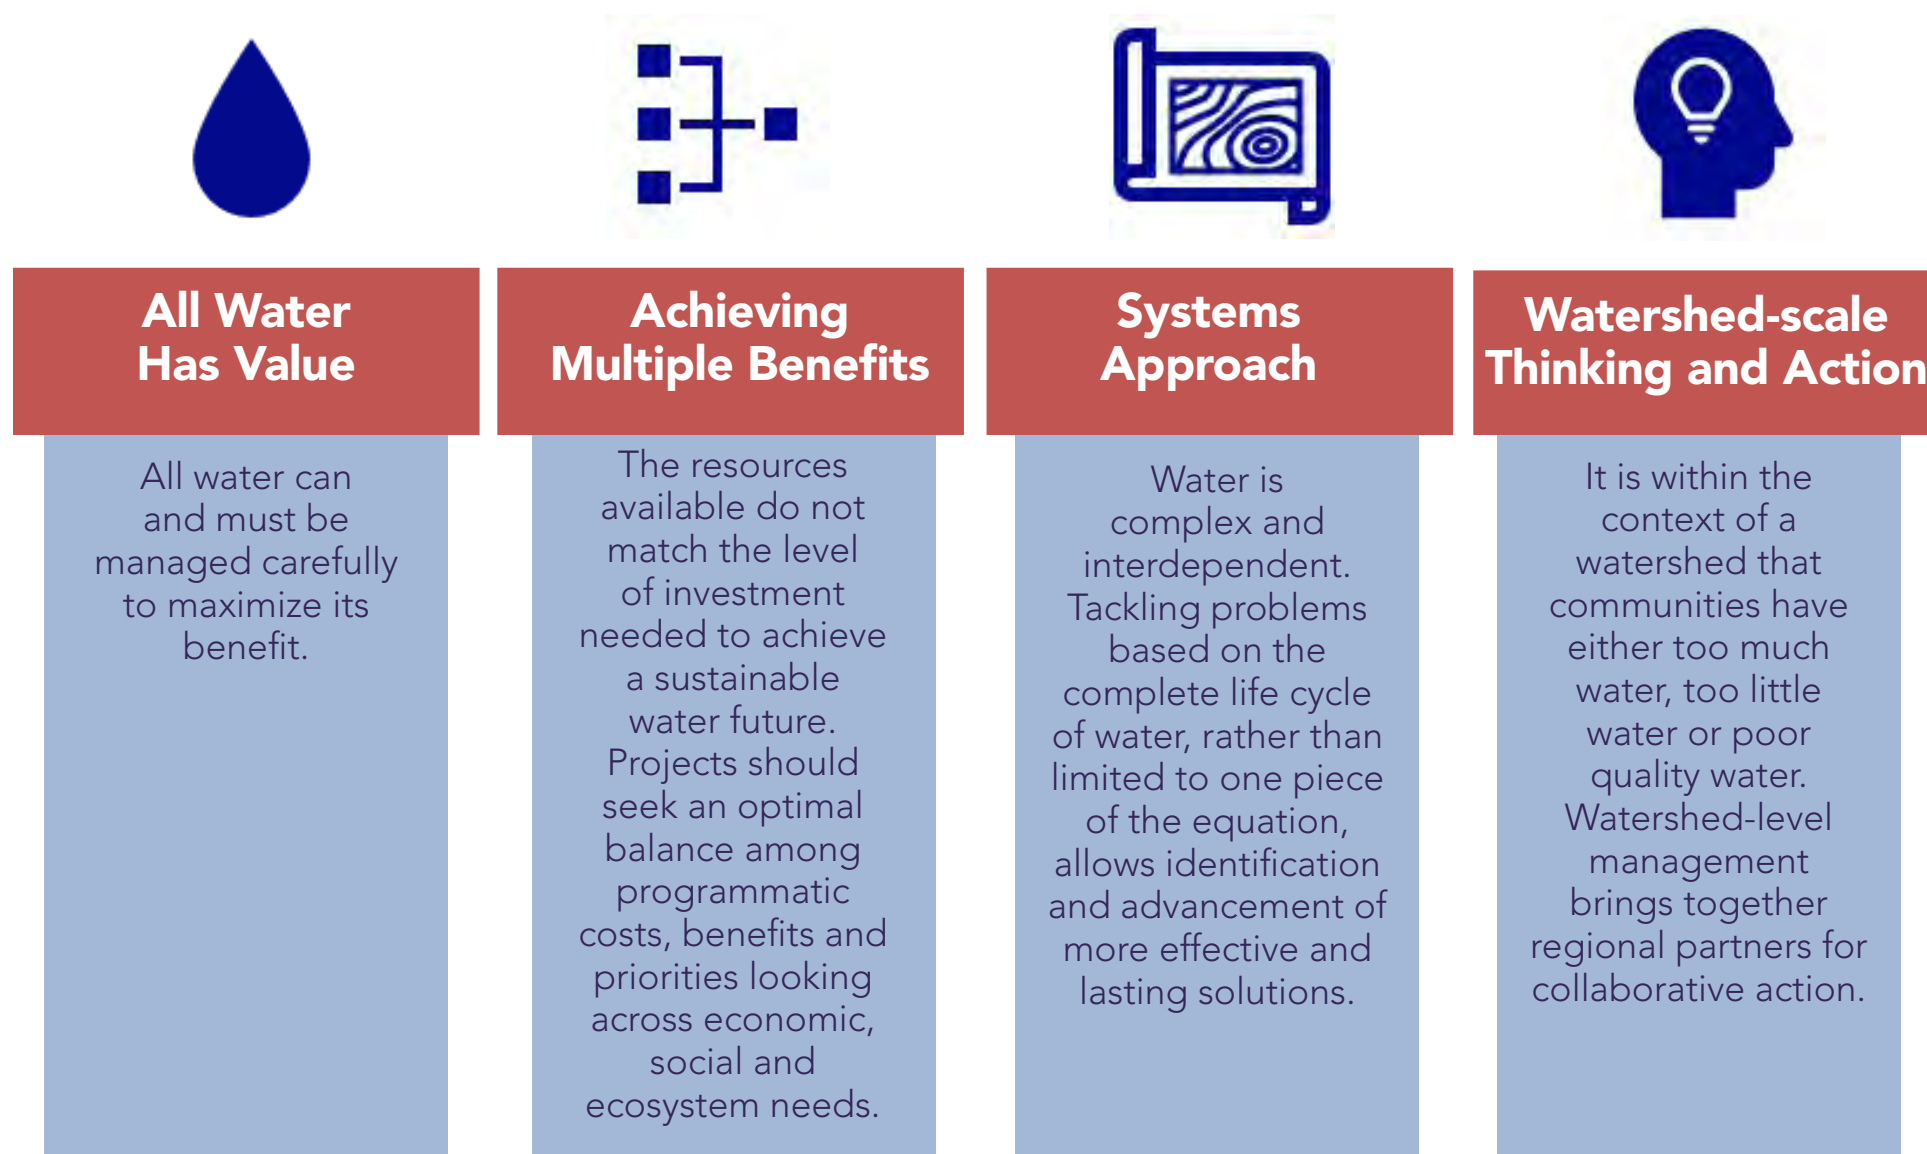 All Water
Has Value
All water can
and must be
managed carefully
to maximize its
benefit.
Achieving
Multiple Benefits
The resources
available do not
match the level
of investment
needed to achieve
a sustainable
water future.
Projects should
seek an optimal
balance among
programmatic
costs, benefits and
priorities looking
across economic,
social and
ecosystem needs.
Systems
Approach
Water is
complex and
interdependent.
Tackling problems
based on the
complete life cycle
of water, rather than
limited to one piece
of the equation,
allows identification
and advancement of
more effective and
lasting solutions.
Watershed-scale
Thinking and Action
It is within the
context of a
watershed that
communities have
either too much
water, too little
water or poor
quality water.
Watershed-level
management
brings together
regional partners for
collaborative action.